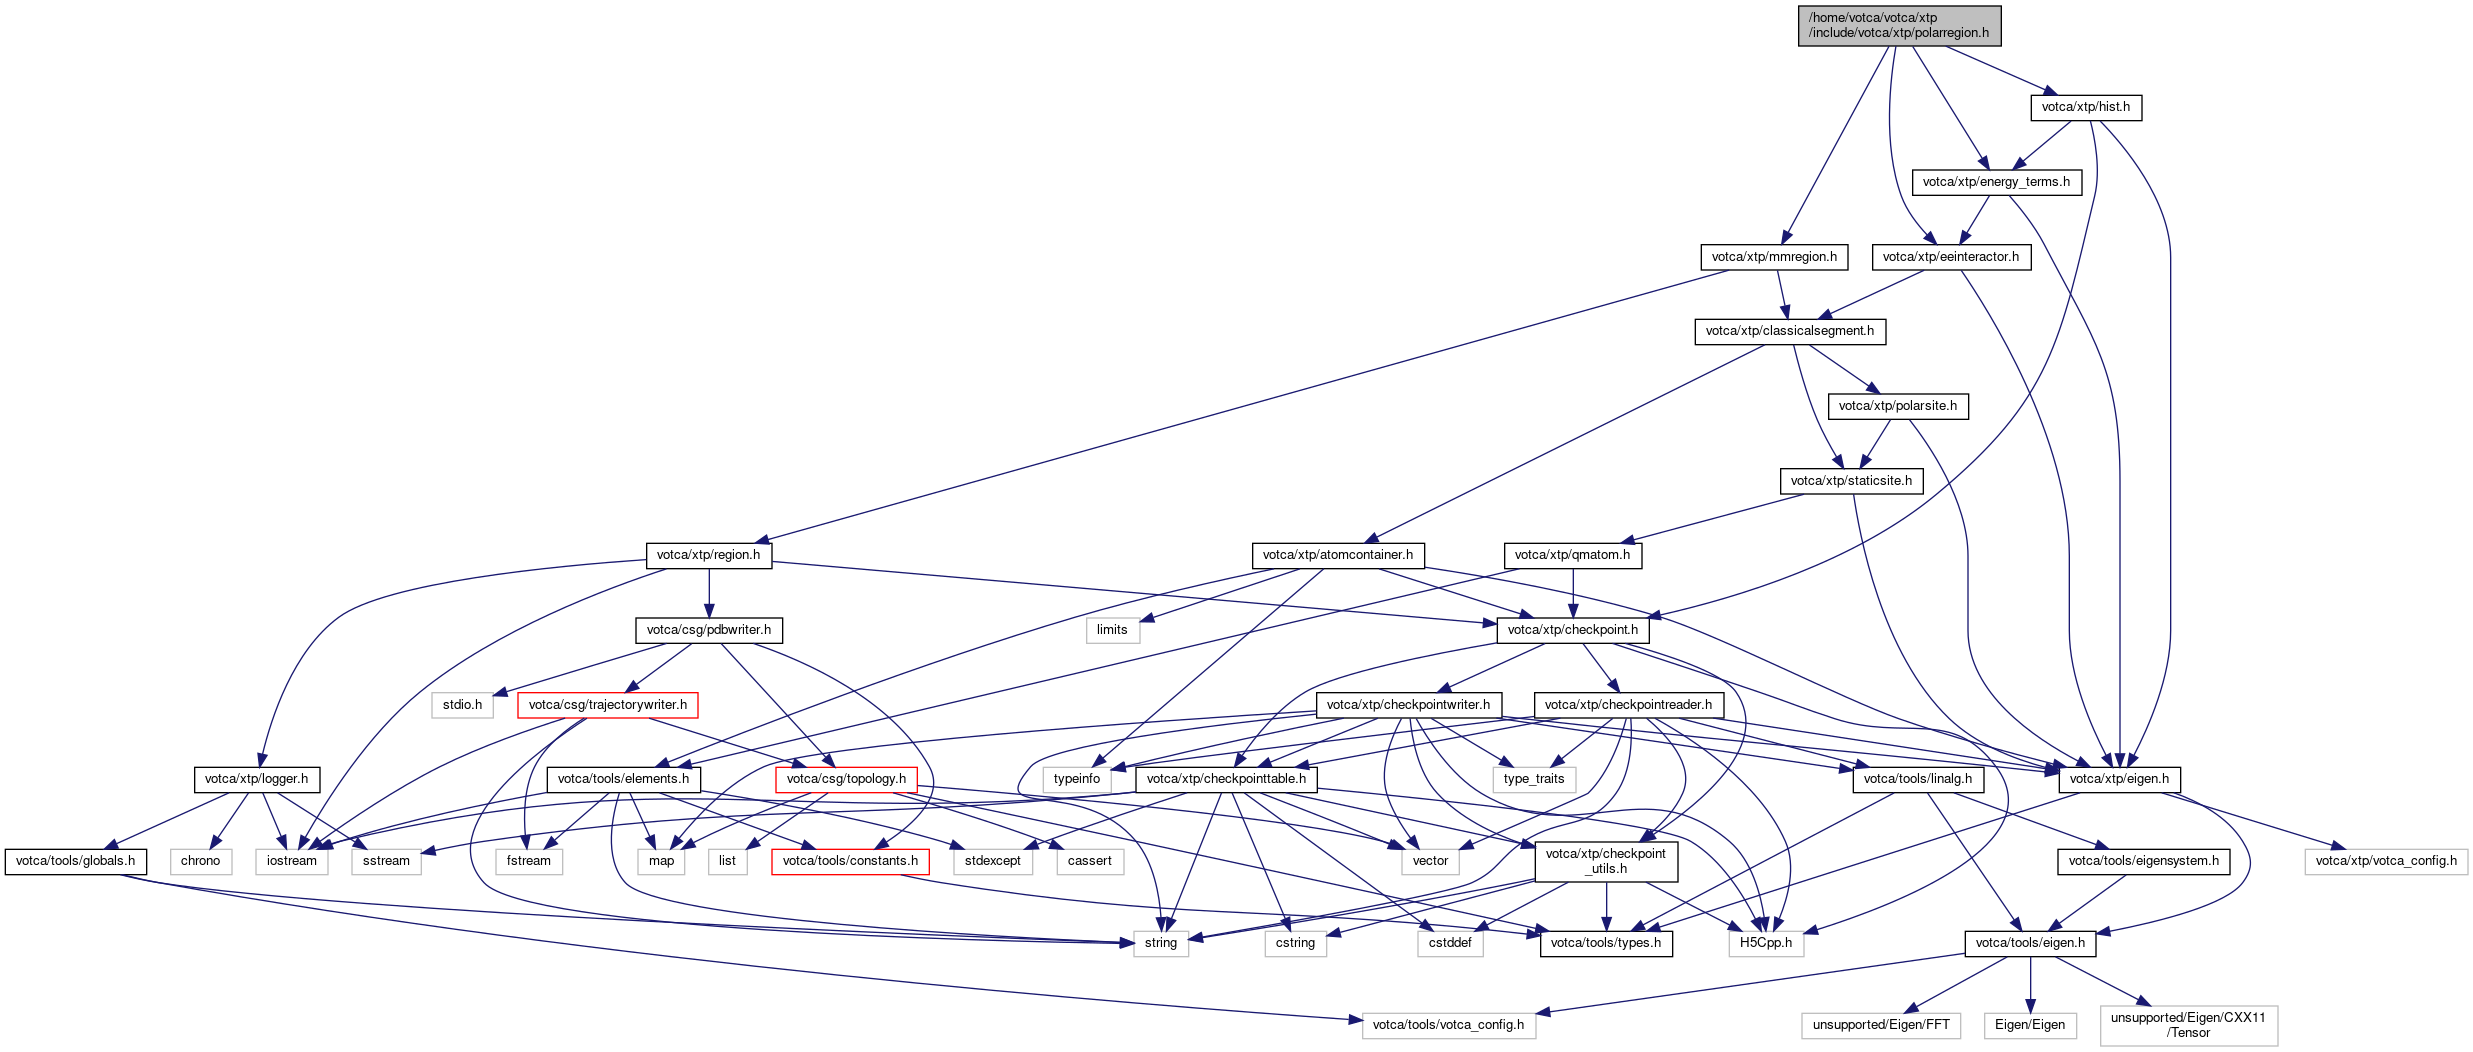 /home/votca/votca/xtp
/include/votca/xtp/polarregion.h
votca/xtp/hist.h
votca/xtp/energy_terms.h
votca/xtp/mmregion.h
votca/xtp/eeinteractor.h
votca/xtp/classicalsegment.h
votca/xtp/polarsite.h
votca/xtp/staticsite.h
votca/xtp/region.h
votca/xtp/atomcontainer.h
votca/xtp/qmatom.h
votca/csg/pdbwriter.h
limits
votca/xtp/checkpoint.h
stdio.h
votca/csg/trajectorywriter.h
votca/xtp/checkpointwriter.h
votca/xtp/checkpointreader.h
votca/xtp/logger.h
votca/tools/elements.h
votca/csg/topology.h
typeinfo
votca/xtp/checkpointtable.h
type_traits
votca/tools/linalg.h
votca/xtp/eigen.h
votca/tools/globals.h
chrono
iostream
sstream
fstream
map
list
votca/tools/constants.h
stdexcept
cassert
vector
votca/xtp/checkpoint
_utils.h
votca/tools/eigensystem.h
votca/xtp/votca_config.h
string
cstring
cstddef
votca/tools/types.h
H5Cpp.h
votca/tools/eigen.h
votca/tools/votca_config.h
unsupported/Eigen/FFT
Eigen/Eigen
unsupported/Eigen/CXX11
/Tensor